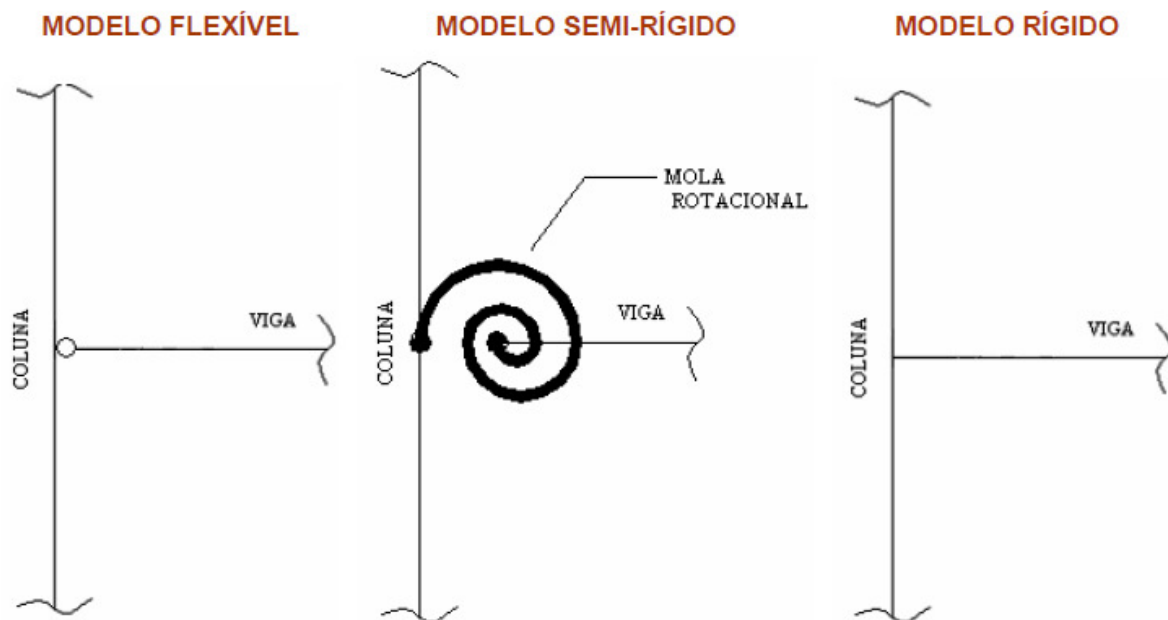 MODELO FLEXÍVEL
COLUNA
VIGA
MODELO SEMI-RÍGIDO
MOLA
ROTACIONAL
COLUNA
VIGA
MODELO RÍGIDO
COLUNA
VIGA